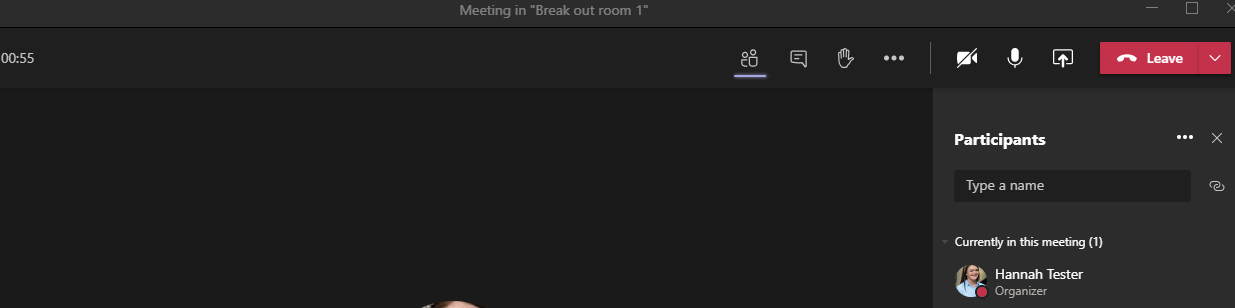 Meeting in "Break out room 1"
00:55
Leave
Participants
Type a name
Currently in this meeting (1)
Hannah Tester
Organizer